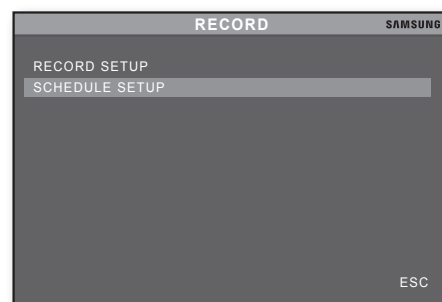 RECORD
SAMSUNG
RECORD SETUP
SCHEDULE SETUP
ESC